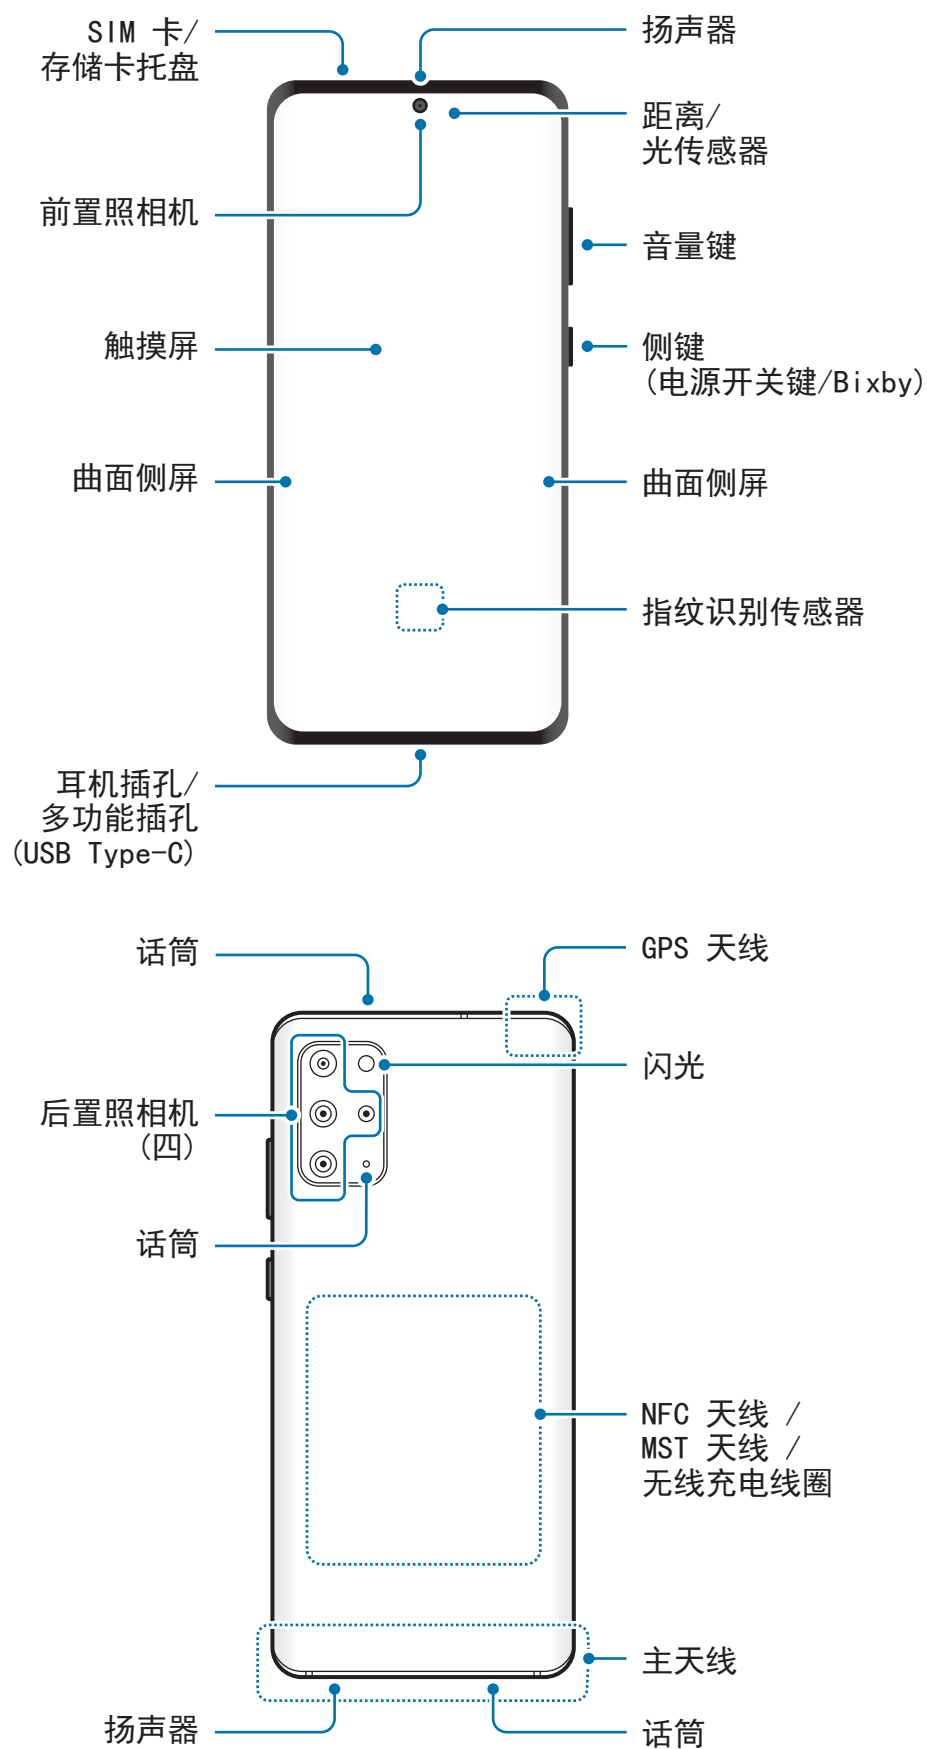 SIM 卡/
存储卡托盘
扬声器
距离/
光传感器
前置照相机
音量键
触摸屏
侧键
(电源开关键/Bixby)
曲面侧屏
曲面侧屏
指纹识别传感器
耳机插孔/
多功能插孔
(USB Type-C)
话筒
GPS 天线
闪光
后置照相机
(四)
话筒
NFC 天线 /
MST 天线 /
无线充电线圈
主天线
扬声器
话筒